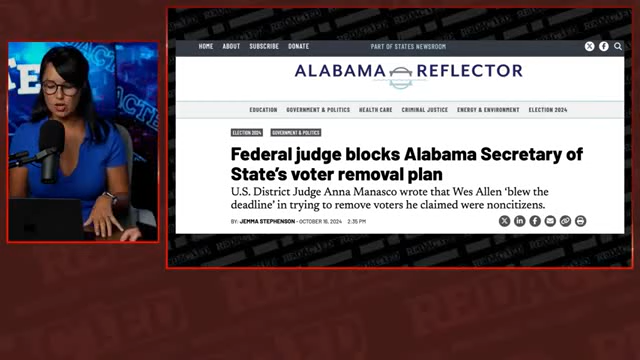 HOME ABOUT SUBSCRIBE DONATE PART OF STATES NEWSROOM
ALABAMA REFLECTOR
EDUCATION GOVERNMENT & POLITICS HEALTH CARE CRIMINAL JUSTICE ENERGY & ENVIRONMENT ELECTION 2024
ELECTION 2024 GOVERNMENT & POLITICS
Federal judge blocks Alabama Secretary of
State's voter removal plan
U.S. District Judge Anna Manasco wrote that Wes Allen 'blew the
deadline' in trying to remove voters he claimed were noncitizens.
BY: JEMMA STEPHENSON - OCTOBER 16, 2024 2:35 PM
REDACTED